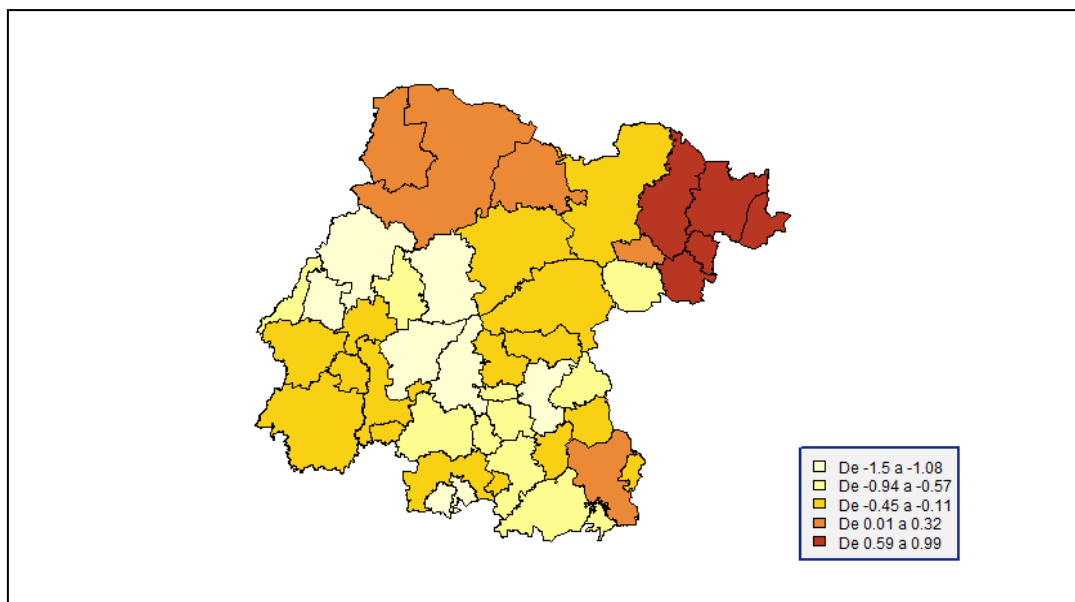 De -1.5 a -1.08
De -0.94 a -0.57
De -0.45 a -0.11
De 0.01 a 0.32
De 0.59 a 0.99